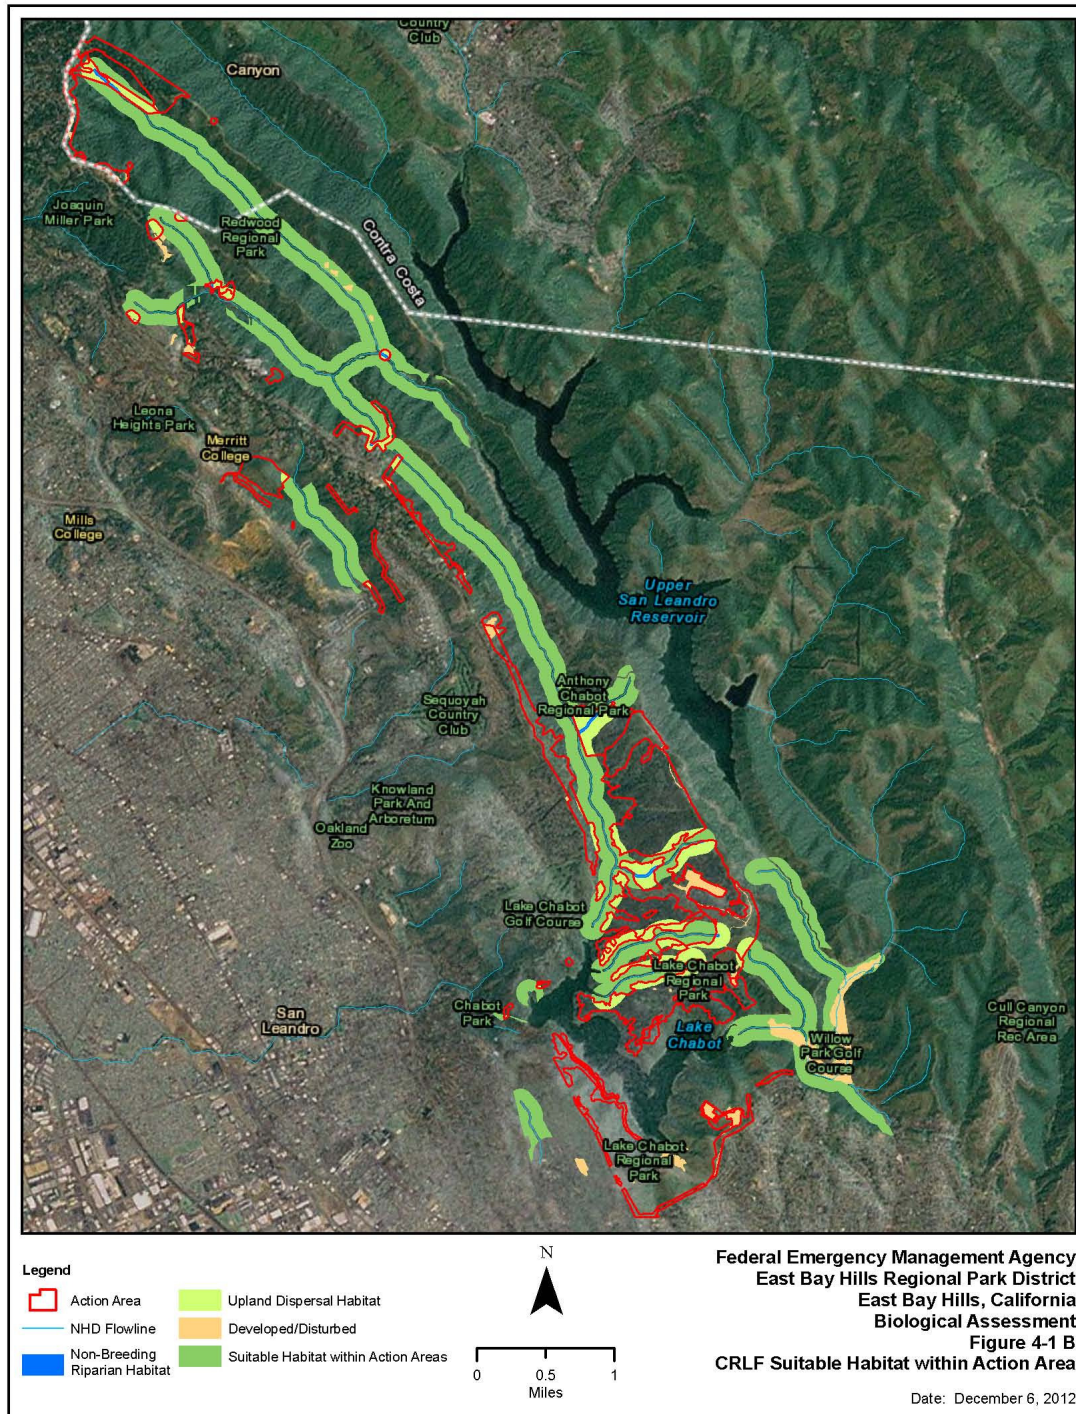 Country
Club
Canyon
Joaquin
Miller Park
Redwood
Regional
Park
Contra Costa
Leona
Heights Park
Merritt
College
Mills
College
Upper
San Leandro
Reservoir
Anthony
Chabot
Regional Park
Sequoyah
Country
Club
Knowland
Park And
Arboretum
Oakland
Zoo
Lake Chabot
Golf Course
Lake Chabot
Regional
Park
Chabot
Park
San
Leandro
Lake
Chabot
Willow
Park Golf
Course
Cull Canyon
Regional
Rec Area
Lake Chabot
Regional
Park
Legend
Action Area
NHD Flowline
Non-Breeding
Riparian Habitat
Upland Dispersal Habitat
Developed/Disturbed
Suitable Habitat within Action Areas
N
0 0.5 1
Miles
Federal Emergency Management Agency
East Bay Hills Regional Park District
East Bay Hills, California
Biological Assessment
Figure 4-1 B
CRLF Suitable Habitat within Action Area
Date: December 6, 2012